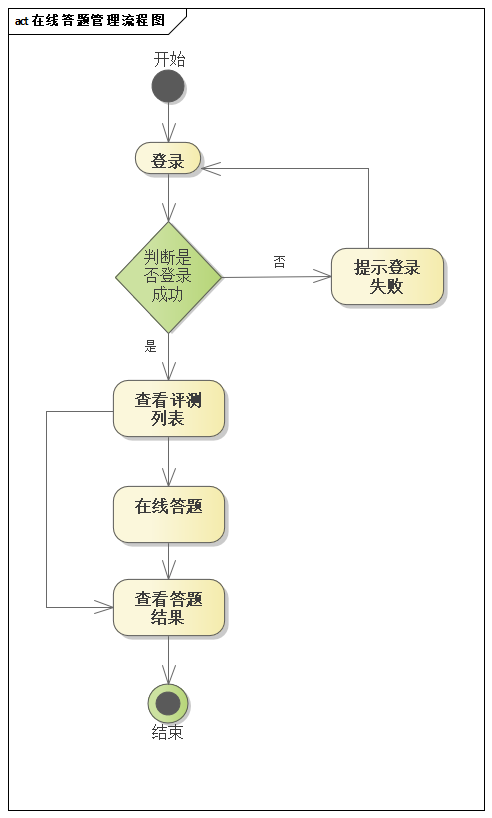 act 在线答题管理流程图
开始
登录
判断是
否登录
成功
否
提示登录
失败
是
查看评测
列表
在线答题
查看答题
结果
结束